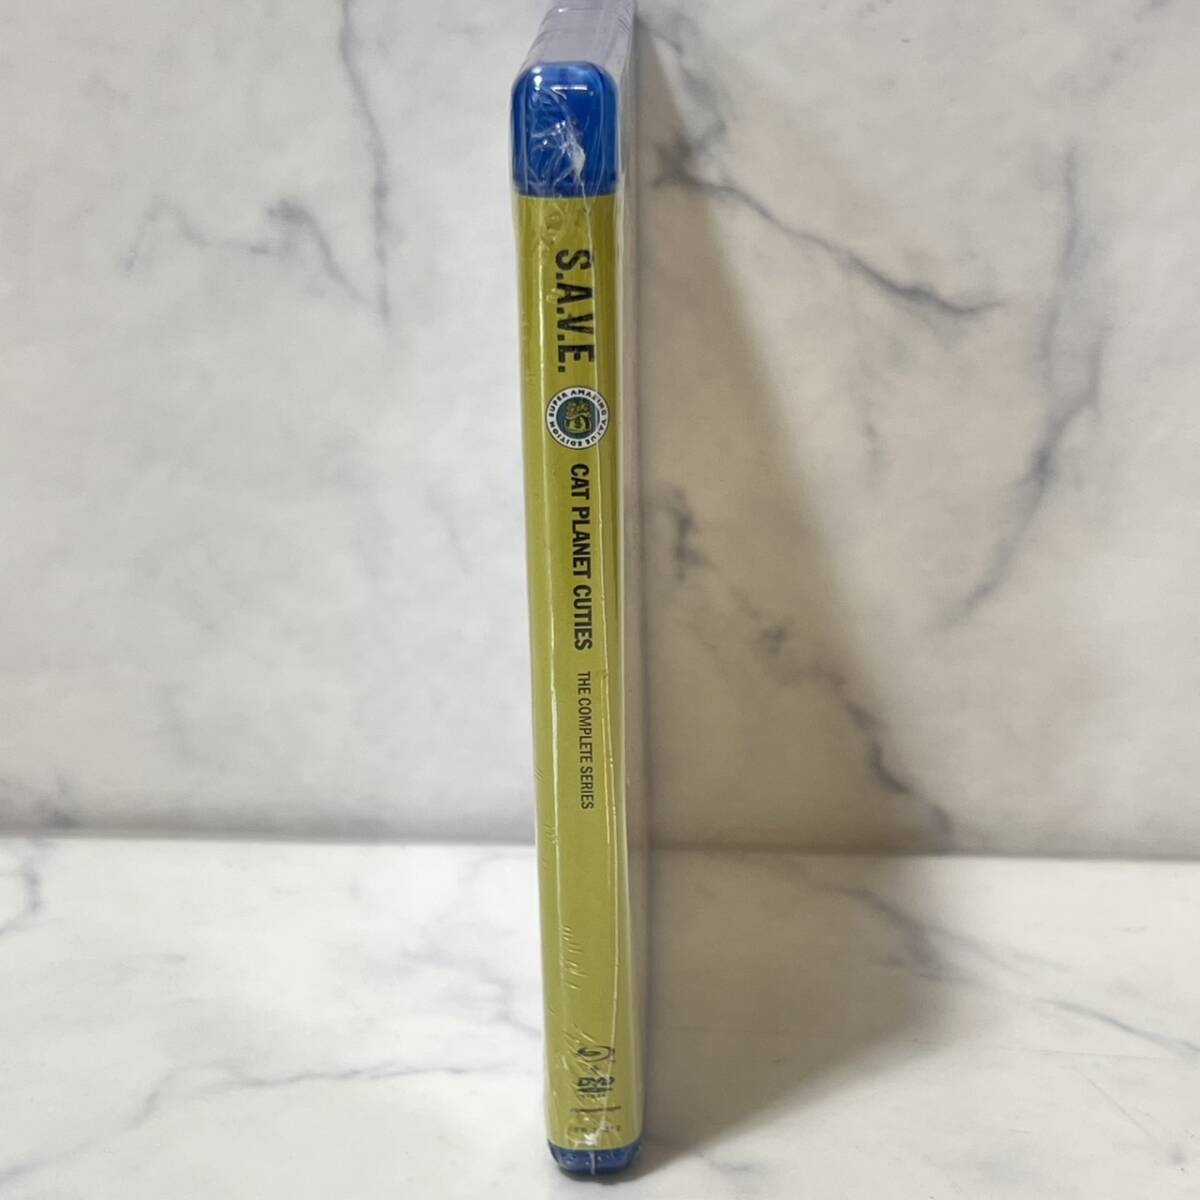 S.A.V.E.
SUPER AMAZING VALUE EDITION
CAT PLANET CUTIES
THE COMPLETE SERIES